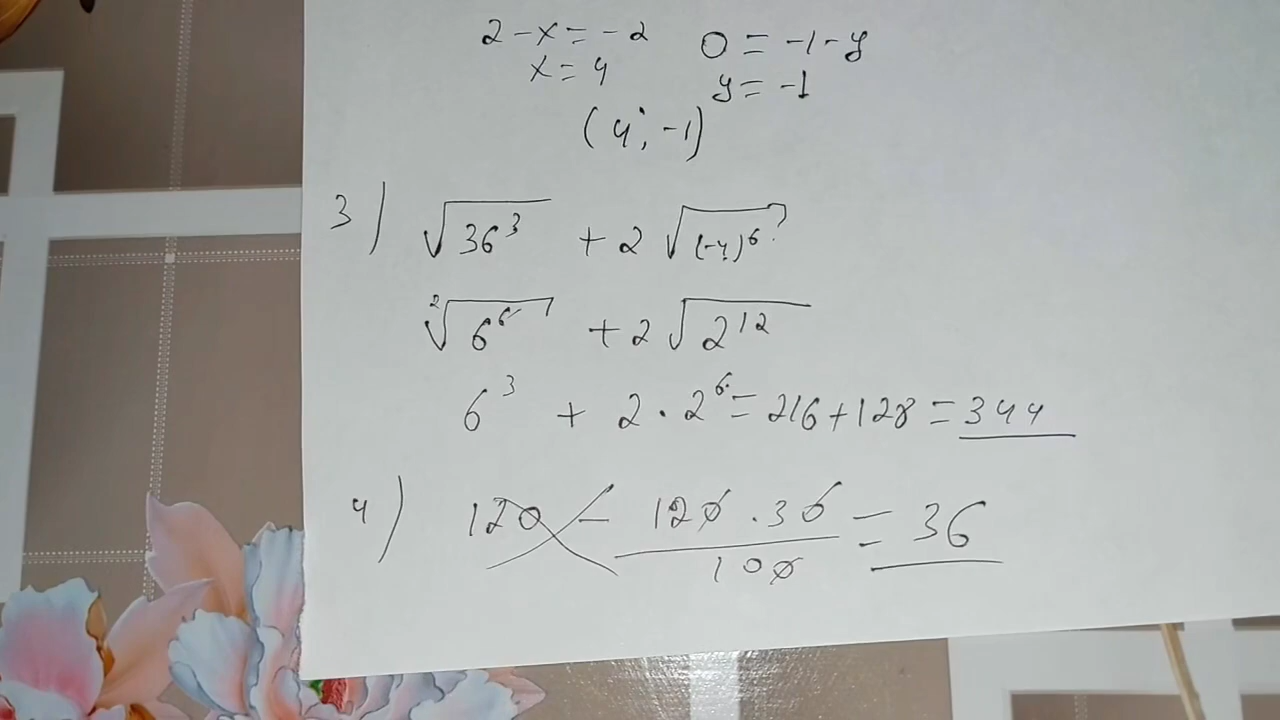 2 - x = -2 0 = -1 - y
x = 4 y = -1
(4; -1)
3) √36³ + 2 √(-4)⁶
²√6⁶ + 2 √2¹²
6³ + 2 · 2⁶ = 216 + 128 = 344
4) 120 - 120 · 30 / 100 = 36